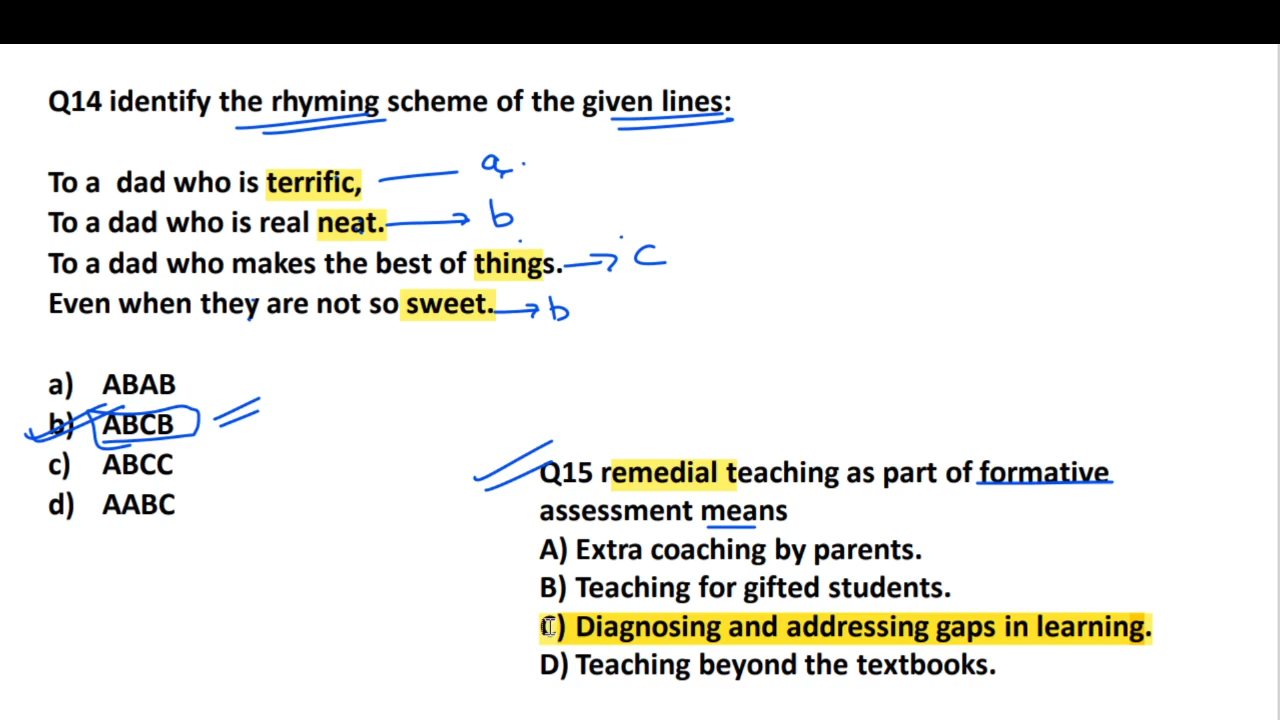 Q14 identify the rhyming scheme of the given lines:
To a dad who is terrific, a
To a dad who is real neat. b
To a dad who makes the best of things. c
Even when they are not so sweet. b
a) ABAB
b) ABCB
c) ABCC
d) AABC
Q15 remedial teaching as part of formative
assessment means
A) Extra coaching by parents.
B) Teaching for gifted students.
C) Diagnosing and addressing gaps in learning.
D) Teaching beyond the textbooks.